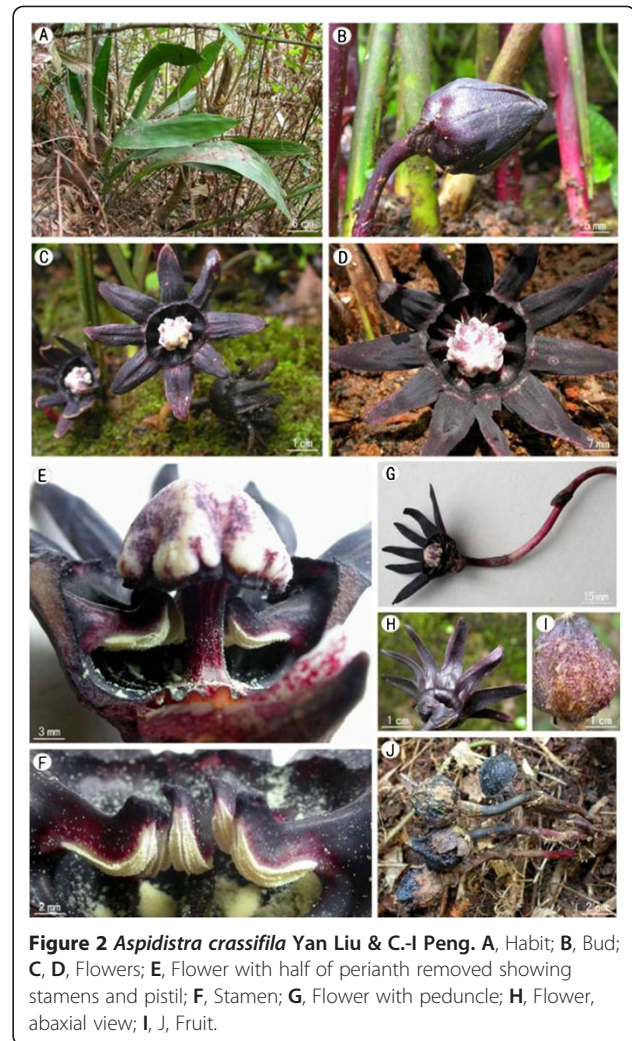 A
6 cm
B
5 mm
C
1 cm
D
7 mm
E
3 mm
F
2 mm
G
15 mm
H
1 cm
I
1 cm
J
2 cm
Figure 2 Aspidistra crassifila Yan Liu & C.-I Peng. A, Habit; B, Bud;
C, D, Flowers; E, Flower with half of perianth removed showing
stamens and pistil; F, Stamen; G, Flower with peduncle; H, Flower,
abaxial view; I, J, Fruit.